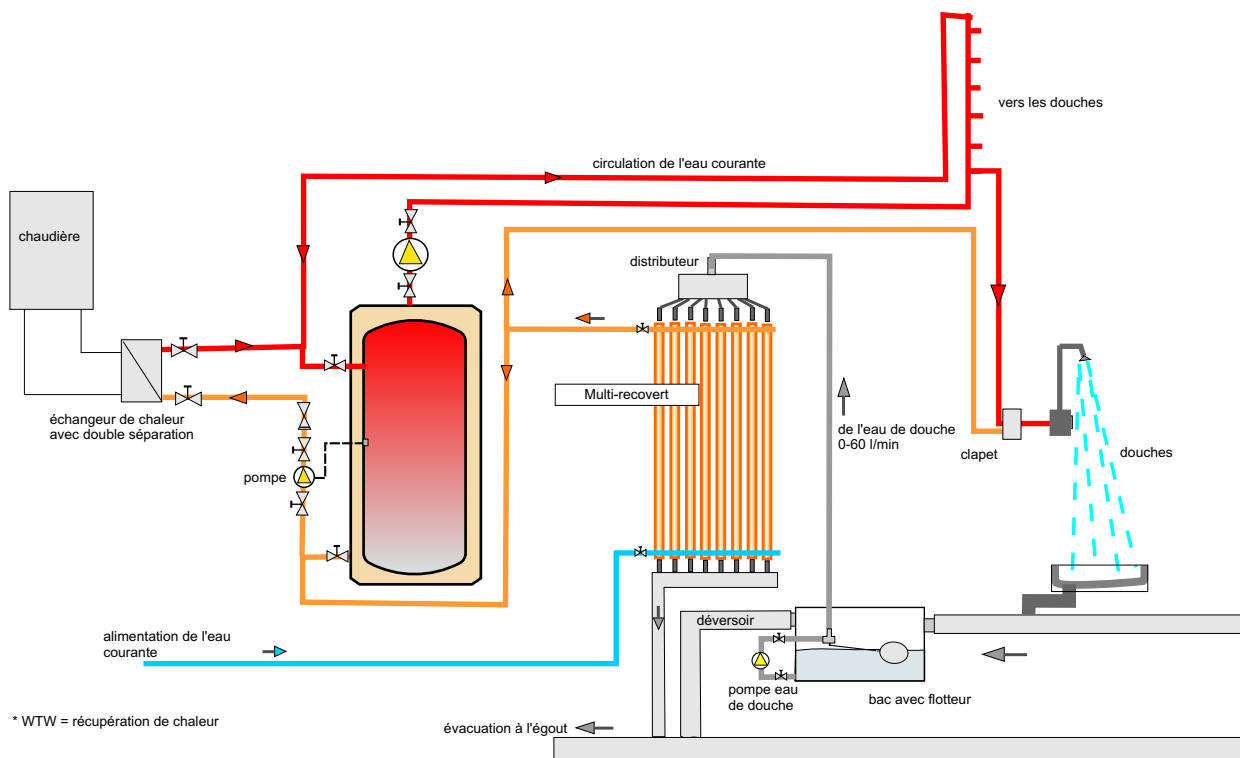 vers les douches
circulation de l'eau courante
chaudière
distributeur
Multi-recovert
échangeur de chaleur
avec double séparation
de l'eau de douche
0-60 l/min
clapet
douches
pompe
déversoir
alimentation de l'eau
courante
pompe eau
de douche
bac avec flotteur
* WTW = récupération de chaleur
évacuation à l'égout